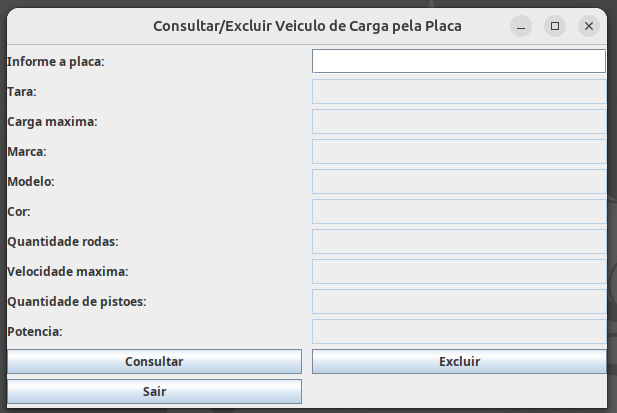 Consultar/Excluir Veiculo de Carga pela Placa
Informe a placa:
Tara:
Carga maxima:
Marca:
Modelo:
Cor:
Quantidade rodas:
Velocidade maxima:
Quantidade de pistoes:
Potencia:
Consultar Excluir
Sair